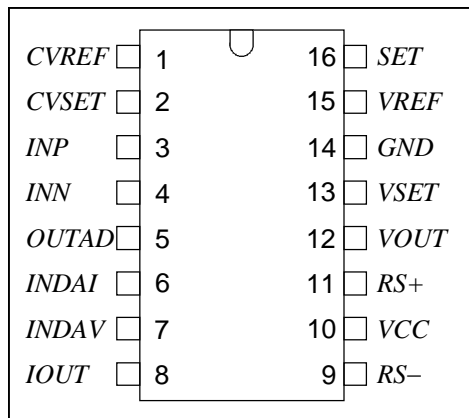 CVREF 1 16 SET
CVSET 2 15 VREF
INP 3 14 GND
INN 4 13 VSET
OUTAD 5 12 VOUT
INDAI 6 11 RS+
INDAV 7 10 VCC
IOUT 8 9 RS−